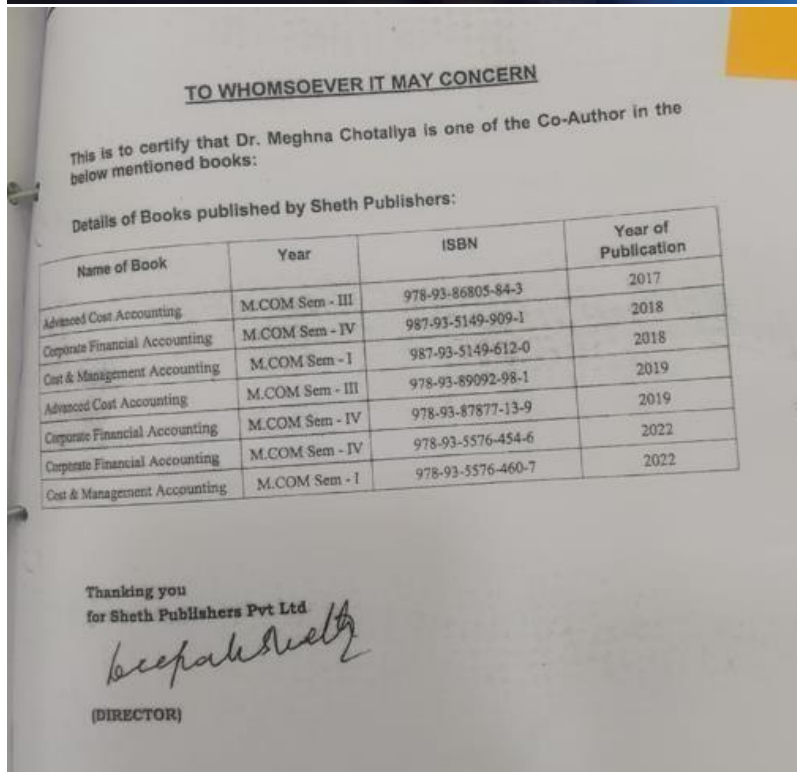 TO WHOMSOEVER IT MAY CONCERN
This is to certify that Dr. Meghna Chotaliya is one of the Co-Author in the
below mentioned books:
Details of Books published by Sheth Publishers:
Name of Book Year ISBN Year of Publication
Advanced Cost Accounting M.COM Sem - III 978-93-86805-84-3 2017
Corporate Financial Accounting M.COM Sem - IV 987-93-5149-909-1 2018
Cost & Management Accounting M.COM Sem - I 987-93-5149-612-0 2018
Advanced Cost Accounting M.COM Sem - III 978-93-89092-98-1 2019
Corporate Financial Accounting M.COM Sem - IV 978-93-87877-13-9 2019
Corporate Financial Accounting M.COM Sem - IV 978-93-5576-454-6 2022
Cost & Management Accounting M.COM Sem - I 978-93-5576-460-7 2022
Thanking you
for Sheth Publishers Pvt Ltd
(DIRECTOR)